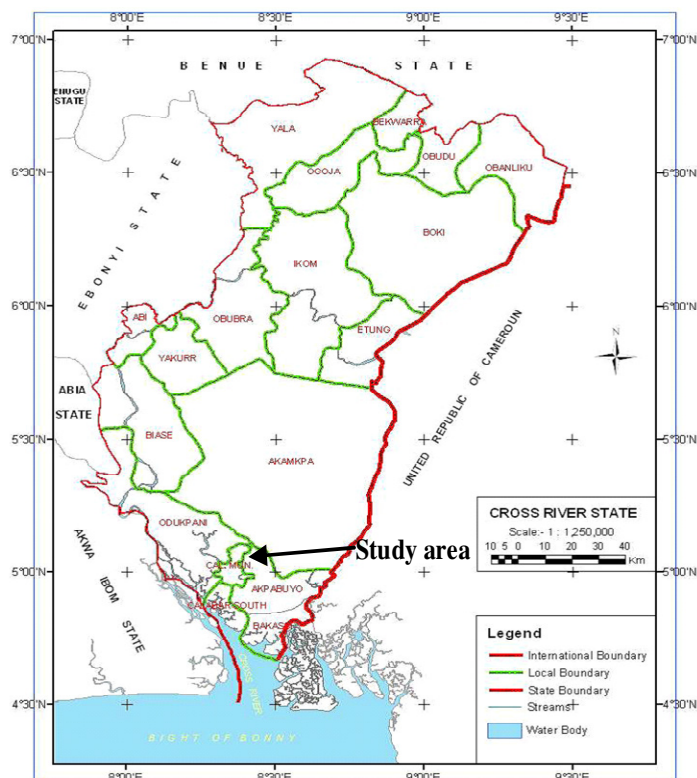 8°00'E 8°30'E 9°00'E 9°30'E
7°00'N
BENUE STATE
ENUGU STATE
YALA
BEKWARRA
OGOJA
OBUDU
OBANLIKU
6°30'N
6°30'N
EBONYI STATE
BOKI
IKOM
6°00'N
6°00'N
ABI
OBUBRA
ETUNG
YAKURR
N
UNITED REPUBLIC OF CAMEROUN
ABIA STATE
5°30'N
5°30'N
BIASE
AKAMKPA
ODUKPANI
AKWA IBOM STATE
Study area
CAL. MUN.
5°00'N
5°00'N
AKPABUYO
CALABAR SOUTH
BAKASSI
CROSS RIVER
4°30'N
4°30'N
BIGHT OF BONNY
8°00'E 8°30'E 9°00'E 9°30'E
CROSS RIVER STATE
Scale:- 1 : 1,250,000
10 5 0 10 20 30 40
Km
Legend
International Boundary
Local Boundary
State Boundary
Streams
Water Body